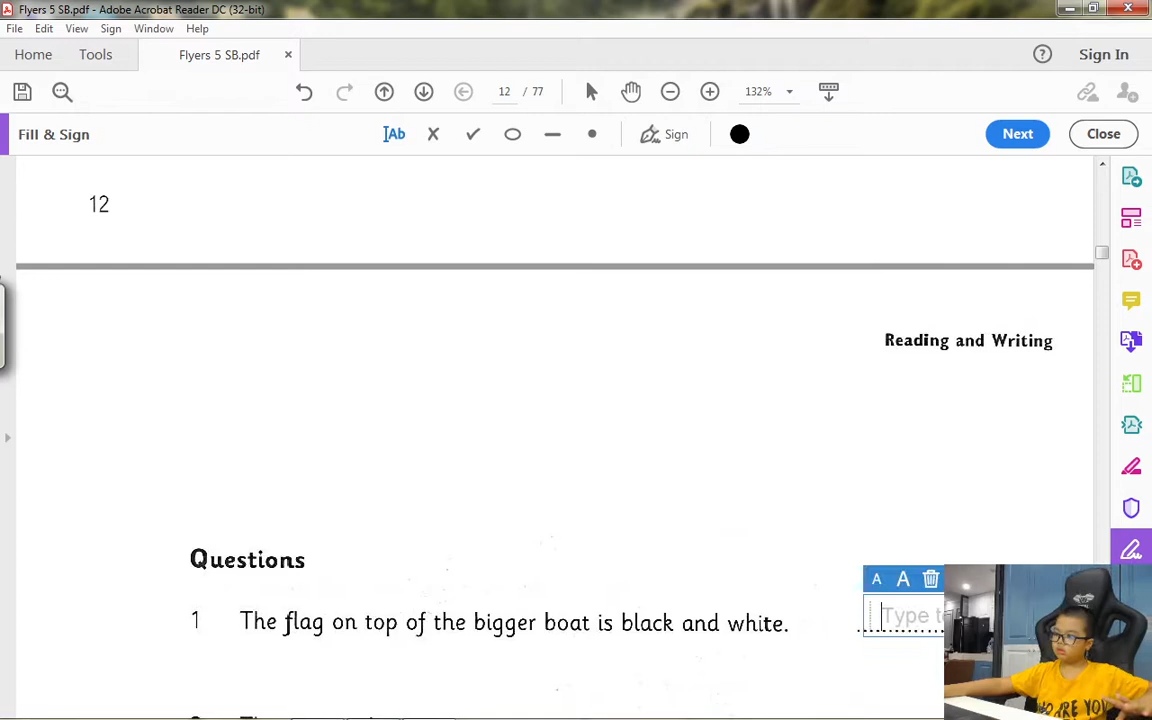 Flyers 5 SB.pdf - Adobe Acrobat Reader DC (32-bit)
File Edit View Sign Window Help
Home Tools Flyers 5 SB.pdf × Sign In
12 / 77 132%
Fill & Sign Ab Sign Next Close
12
Reading and Writing
Questions
A A
1 The flag on top of the bigger boat is black and white. Type